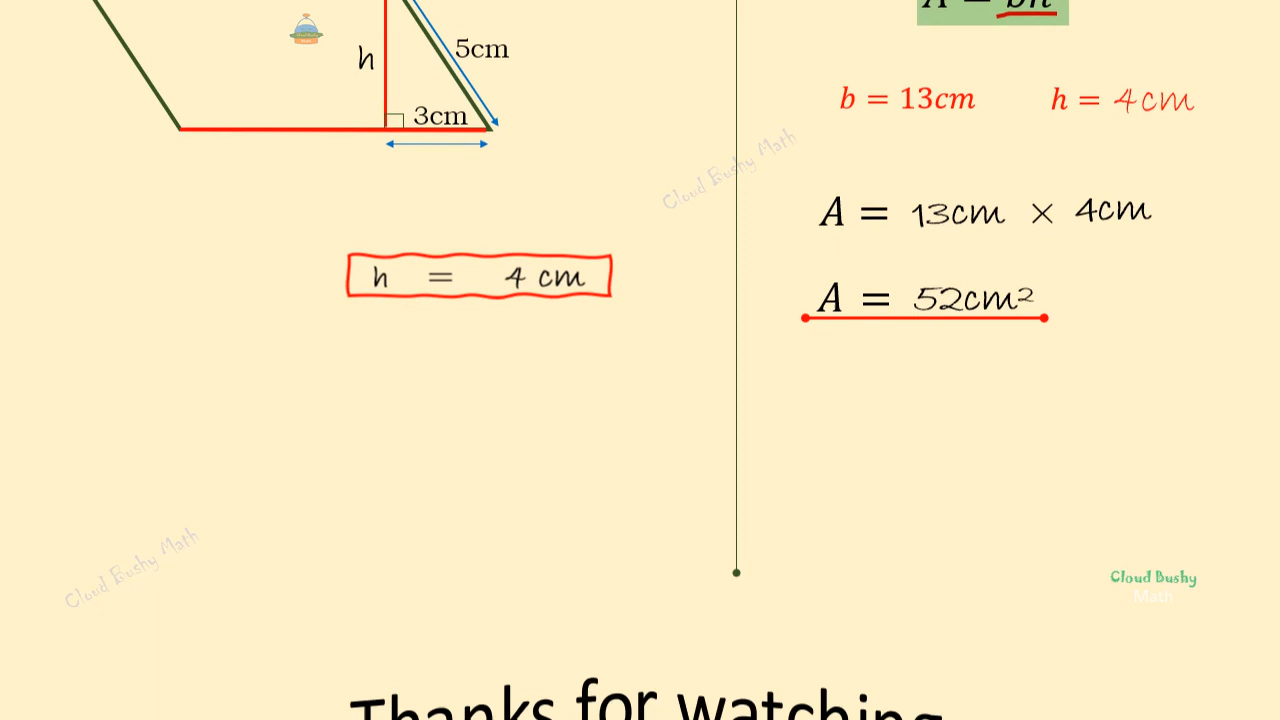 A = bh
h
5cm
3cm
b = 13cm h = 4cm
Cloud Bushy Math
A = 13cm × 4cm
h = 4 cm
A = 52cm²
Cloud Bushy Math
Cloud Bushy
Math
Thanks for watching